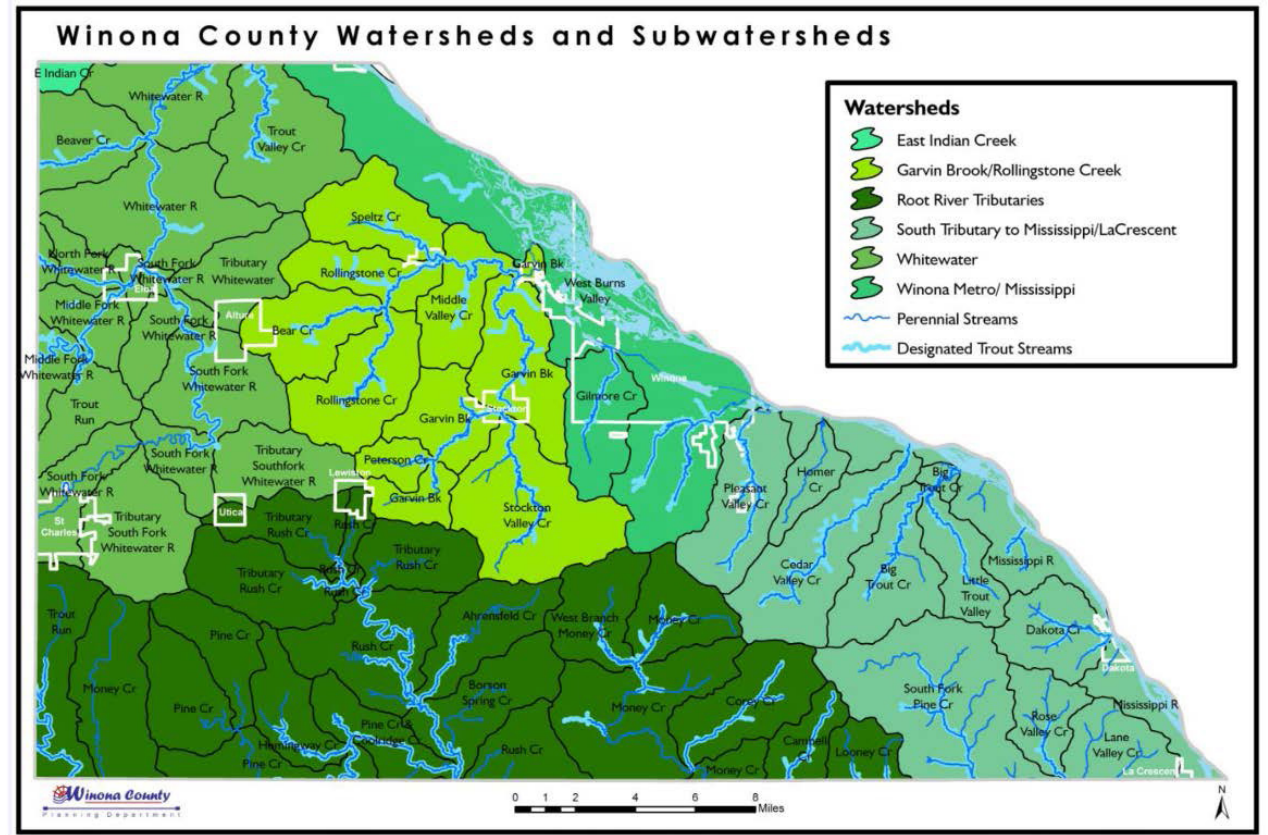 Winona County Watersheds and Subwatersheds
Watersheds
East Indian Creek
Garvin Brook/Rollingstone Creek
Root River Tributaries
South Tributary to Mississippi/LaCrescent
Whitewater
Winona Metro/ Mississippi
Perennial Streams
Designated Trout Streams
E Indian Cr
Whitewater R
Beaver Cr
Trout
Valley Cr
Whitewater R
Speltz Cr
North Fork
Whitewater R
South Fork
Whitewater R
Elba
Tributary
Whitewater
Rollingstone Cr
Garvin Bk
West Burns
Valley
Middle Fork
Whitewater R
South Fork
Whitewater R
Altura
Bear Cr
Middle
Valley Cr
Middle Fork
Whitewater R
South Fork
Whitewater R
Garvin Bk
Winona
Trout
Run
Rollingstone Cr
Garvin Bk
Stockton
Gilmore Cr
South Fork
Whitewater R
Tributary
Southfork
Whitewater R
Peterson Cr
Lewiston
Garvin Bk
South Fork
Whitewater R
St
Charles
Tributary
South Fork
Whitewater R
Utica
Tributary
Rush Cr
Rush C
Stockton
Valley Cr
Pleasant
Valley Cr
Homer
Cr
Big
Trout Cr
Tributary
Rush Cr
Tributary
Rush Cr
Rush Cr
Rush Cr
Cedar
Valley Cr
Big
Trout Cr
Little
Trout
Valley
Mississippi R
Trout
Run
Pine Cr
Ahrensfeld Cr
West Branch
Money Cr
Money Cr
Dakota Cr
Dakota
Rush Cr
Money Cr
Pine Cr
Borson
Spring Cr
Money Cr
Corey Cr
South Fork
Pine Cr
Mississippi R
Rose
Valley Cr
Hemingway Cr
Pine Cr
Pine Cr &
Coolridge Cr
Rush Cr
Money Cr
Campbell
Looney Cr
Lane
Valley Cr
La Crescen
Winona County
Planning Department
0 1 2 4 6 8
Miles
N